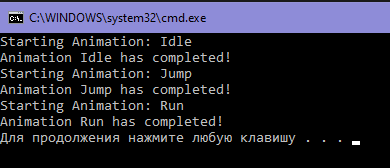 C:\WINDOWS\system32\cmd.exe
Starting Animation: Idle
Animation Idle has completed!
Starting Animation: Jump
Animation Jump has completed!
Starting Animation: Run
Animation Run has completed!
Для продолжения нажмите любую клавишу . . .